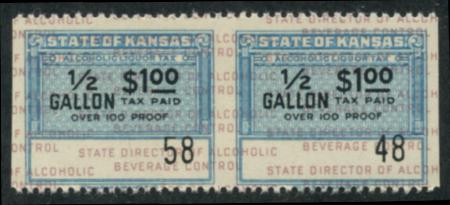 STATE DIRECTOR OF ALCOHOLIC
BEVERAGE CONTROL
STATE OF KANSAS
ALCOHOLIC LIQUOR TAX
1/2 $1.00
GALLON TAX PAID
OVER 100 PROOF
58
STATE OF KANSAS
ALCOHOLIC LIQUOR TAX
1/2 $1.00
GALLON TAX PAID
OVER 100 PROOF
48
STATE DIRECTOR OF ALCOHOLIC
BEVERAGE CONTROL